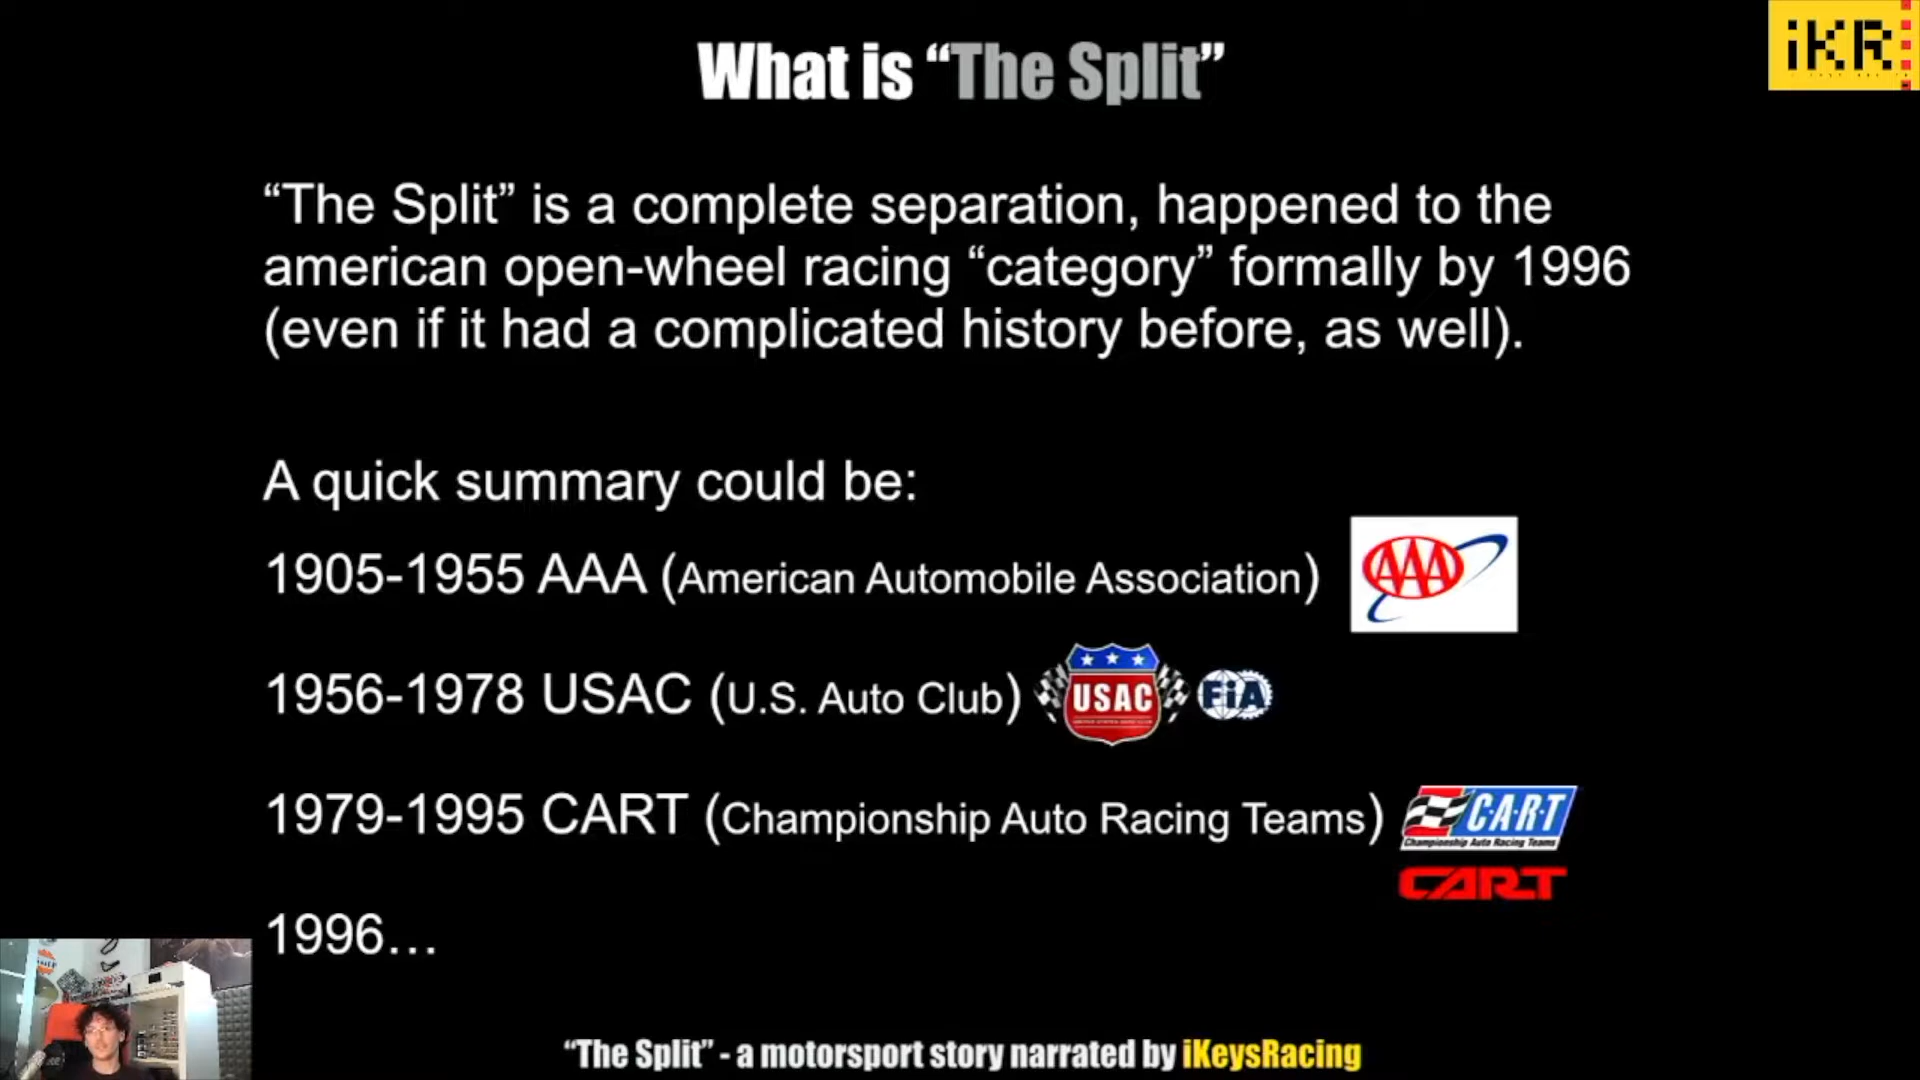 What is “The Split”
iKR
“The Split” is a complete separation, happened to the
american open-wheel racing “category” formally by 1996
(even if it had a complicated history before, as well).
A quick summary could be:
1905-1955 AAA (American Automobile Association)
AAA
1956-1978 USAC (U.S. Auto Club)
USAC
FiA
1979-1995 CART (Championship Auto Racing Teams)
CART
Championship Auto Racing Teams
CART
1996…
“The Split” - a motorsport story narrated by iKeysRacing